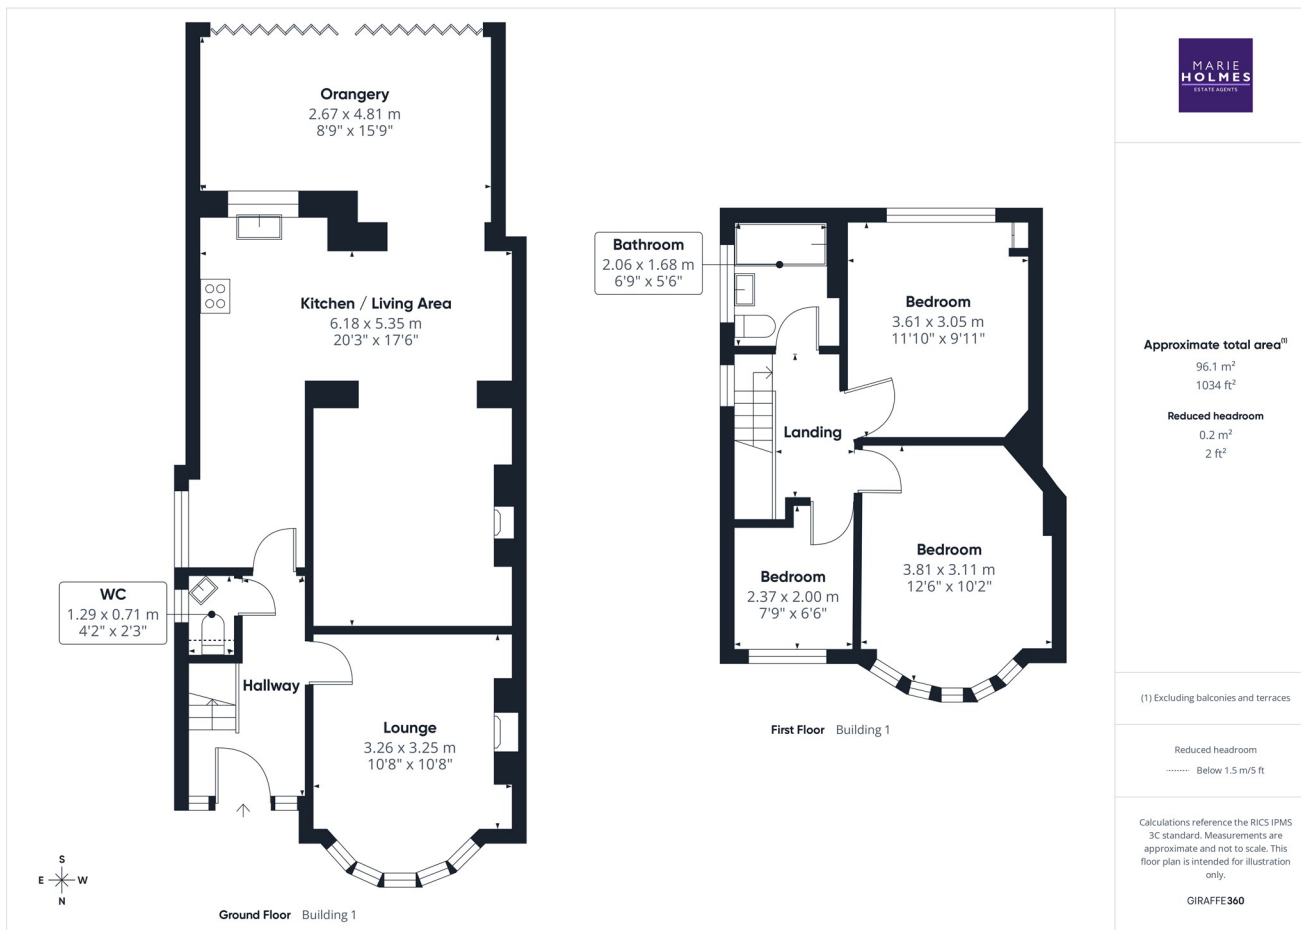 Orangery
2.67 x 4.81 m
8'9" x 15'9"
Kitchen / Living Area
6.18 x 5.35 m
20'3" x 17'6"
WC
1.29 x 0.71 m
4'2" x 2'3"
Hallway
Lounge
3.26 x 3.25 m
10'8" x 10'8"
S
E W
N
Ground Floor Building 1
Bathroom
2.06 x 1.68 m
6'9" x 5'6"
Bedroom
3.61 x 3.05 m
11'10" x 9'11"
Landing
Bedroom
3.81 x 3.11 m
12'6" x 10'2"
Bedroom
2.37 x 2.00 m
7'9" x 6'6"
First Floor Building 1
MARIE
HOLMES
ESTATE AGENTS
Approximate total area(1)
96.1 m²
1034 ft²
Reduced headroom
0.2 m²
2 ft²
(1) Excluding balconies and terraces
Reduced headroom
Below 1.5 m/5 ft
Calculations reference the RICS IPMS
3C standard. Measurements are
approximate and not to scale. This
floor plan is intended for illustration
only.
GIRAFFE360